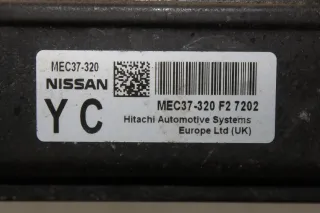 MEC37-320
NISSAN
YC
MEC37-320 F2 7202
Hitachi Automotive Systems
Europe Ltd (UK)